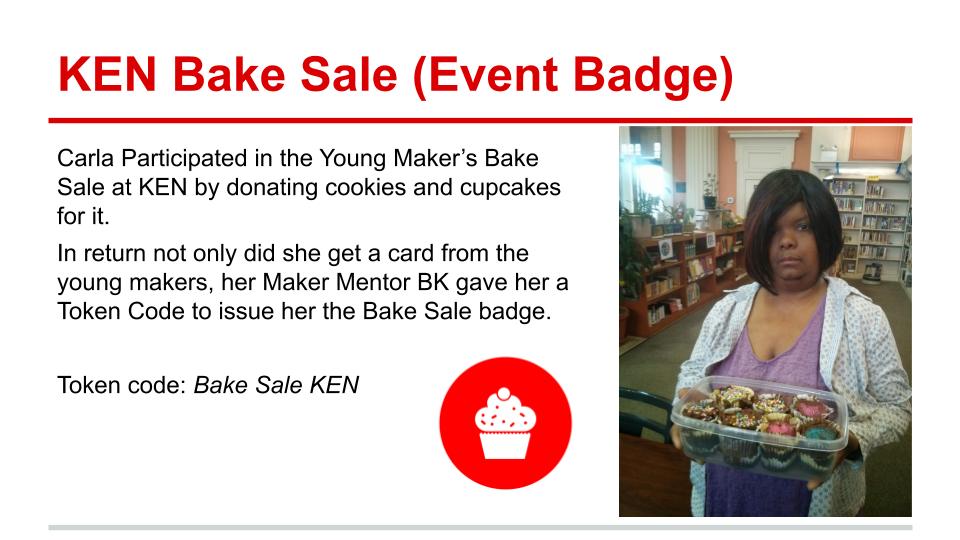 KEN Bake Sale (Event Badge)
Carla Participated in the Young Maker’s Bake
Sale at KEN by donating cookies and cupcakes
for it.
In return not only did she get a card from the
young makers, her Maker Mentor BK gave her a
Token Code to issue her the Bake Sale badge.
Token code: Bake Sale KEN